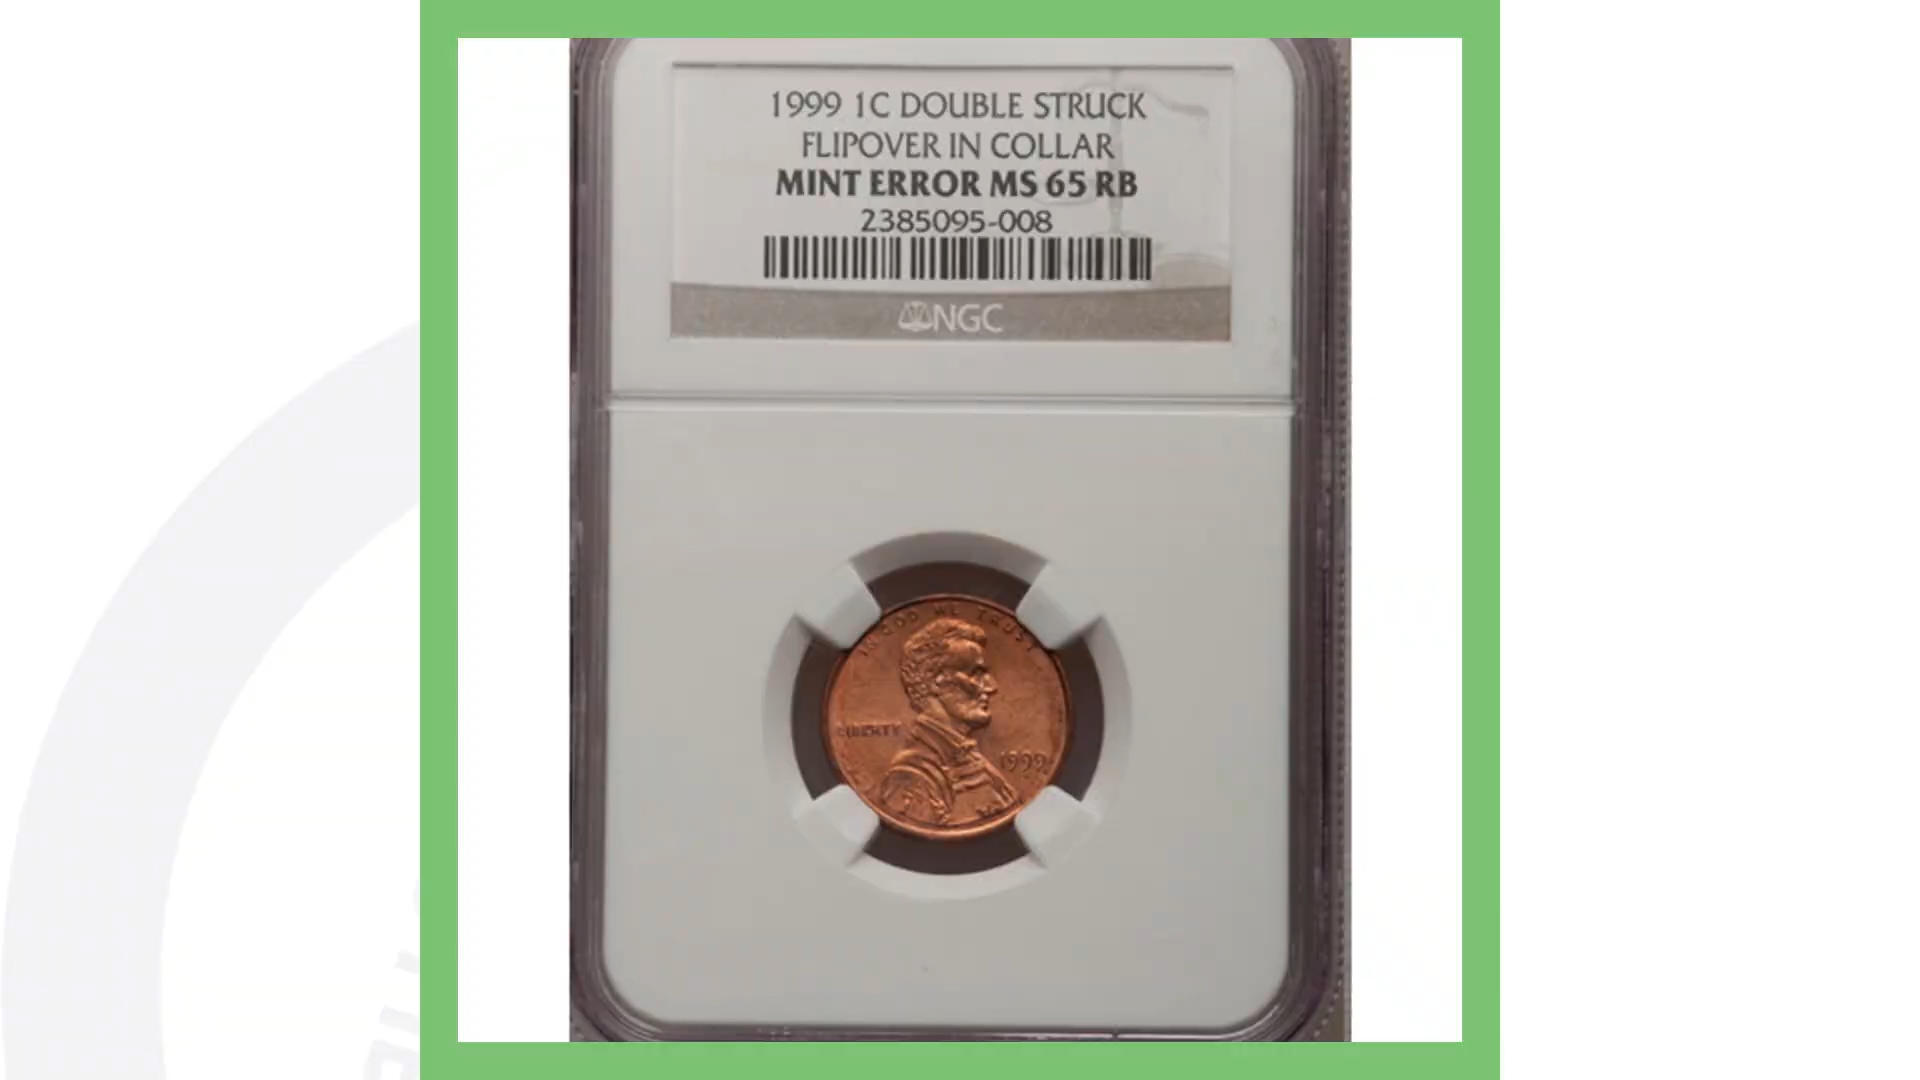 1999 1C DOUBLE STRUCK
FLIPOVER IN COLLAR
MINT ERROR MS 65 RB
2385095-008
NGC
IN GOD WE TRUST
LIBERTY
1999